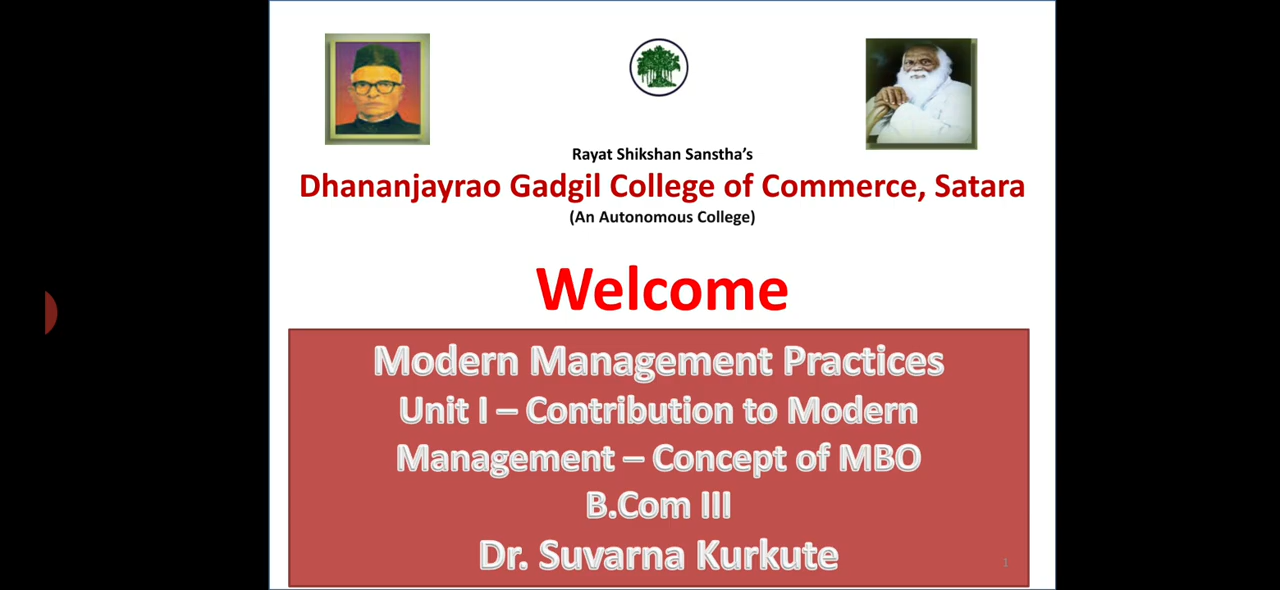 Rayat Shikshan Sanstha’s
Dhananjayrao Gadgil College of Commerce, Satara
(An Autonomous College)
Welcome
Modern Management Practices
Unit I – Contribution to Modern
Management – Concept of MBO
B.Com III
Dr. Suvarna Kurkute
1